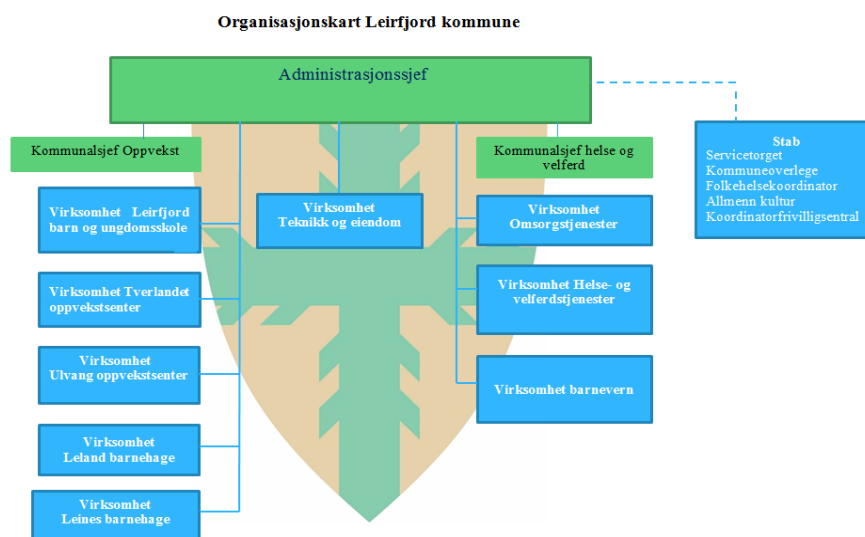 Organisasjonskart Leirfjord kommune
Administrasjonssjef
Kommunalsjef Oppvekst
Kommunalsjef helse og
velferd
Stab
Servicetorget
Kommuneoverlege
Folkehelsekoordinator
Allmenn kultur
Koordinatorfrivilligsentral
Virksomhet Leirfjord
barn og ungdomsskole
Virksomhet
Teknikk og eiendom
Virksomhet
Omsorgstjenester
Virksomhet Tverlandet
oppvekstsenter
Virksomhet Helse- og
velferdstjenester
Virksomhet
Ulvang oppvekstsenter
Virksomhet barnevern
Virksomhet
Leland barnehage
Virksomhet
Leines barnehage